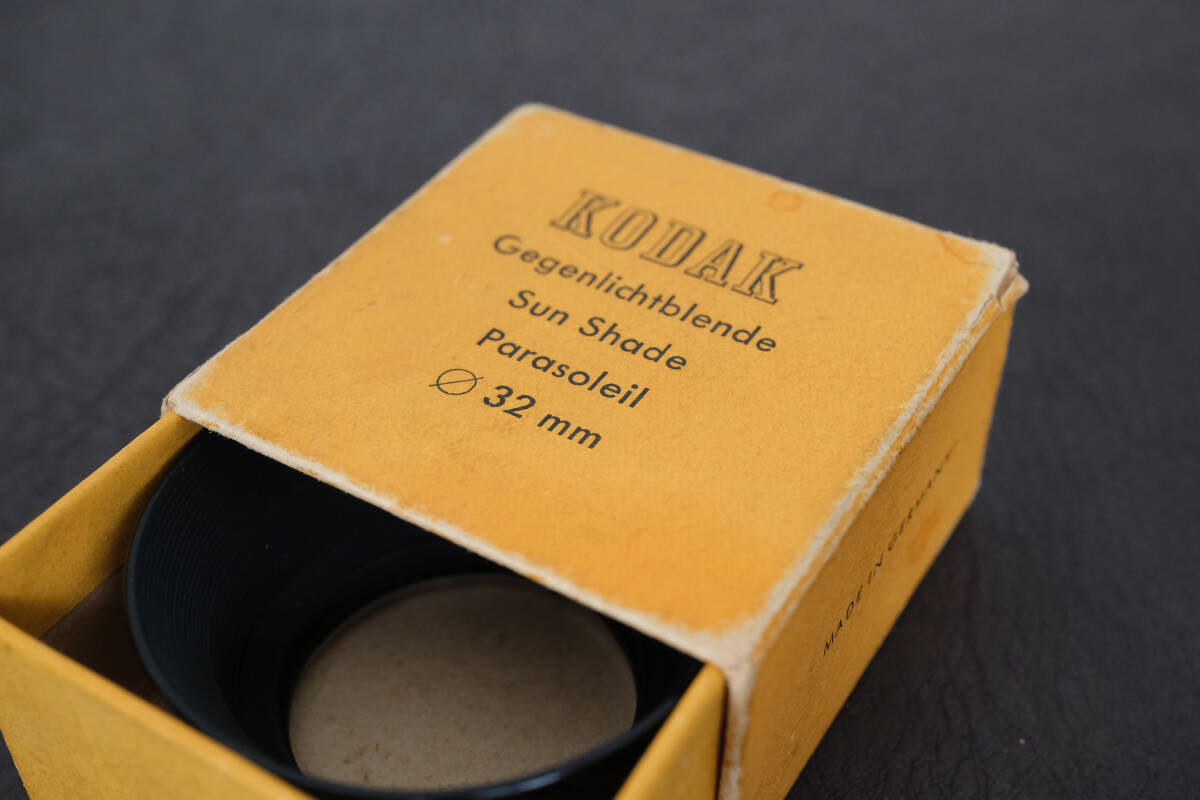 KODAK
Gegenlichtblende
Sun Shade
Parasoleil
Ø 32 mm
MADE IN GERMANY